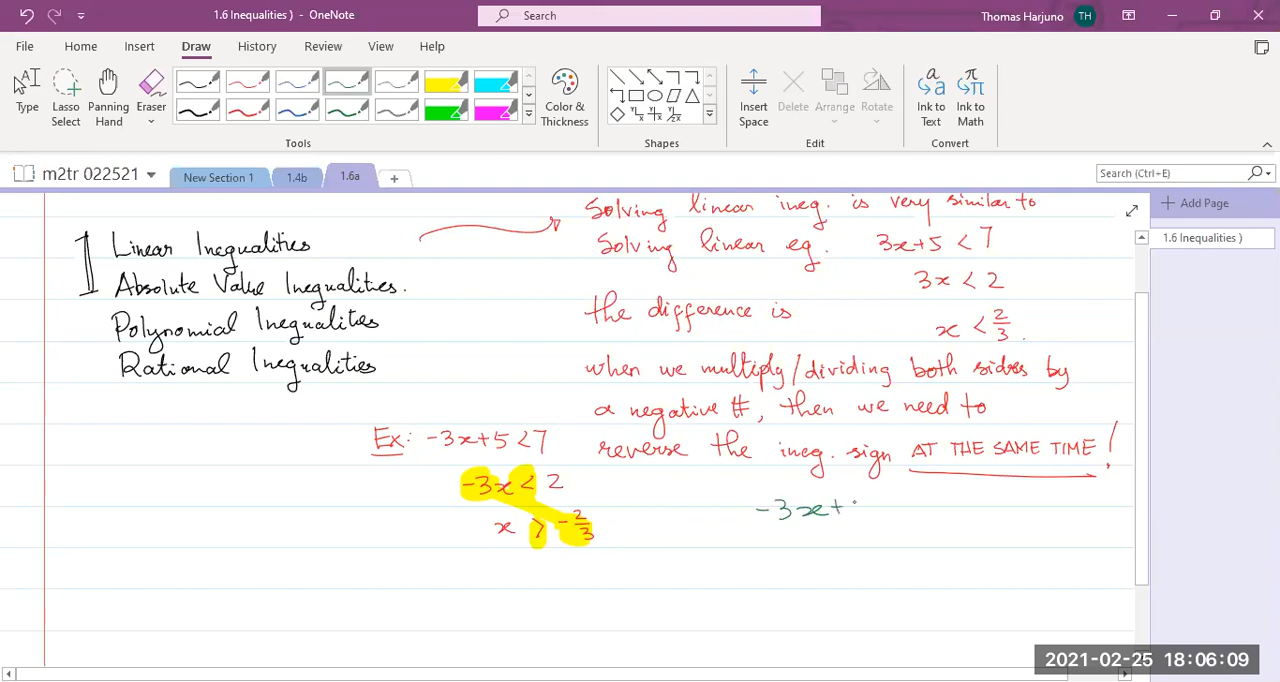 1.6 Inequalities ) - OneNote
Search
Thomas Harjuno TH
File Home Insert Draw History Review View Help
Type
Lasso Select
Panning Hand
Eraser
Color & Thickness
Insert Space
Delete
Arrange
Rotate
Ink to Text
Ink to Math
Tools
Shapes
Edit
Convert
m2tr 022521
New Section 1
1.4b
1.6a
Search (Ctrl+E)
Add Page
1.6 Inequalities )
Linear Inequalities
Absolute Value Inequalities.
Polynomial Inequalities
Rational Inequalities
Solving linear ineq. is very similar to
Solving linear eq. 3x+5 < 7
3x < 2
the difference is
x < 2/3.
when we multiply/dividing both sides by
a negative #, then we need to
reverse the ineq. sign AT THE SAME TIME!
Ex: -3x+5 < 7
-3x < 2
x > -2/3
-3x+
2021-02-25 18:06:09